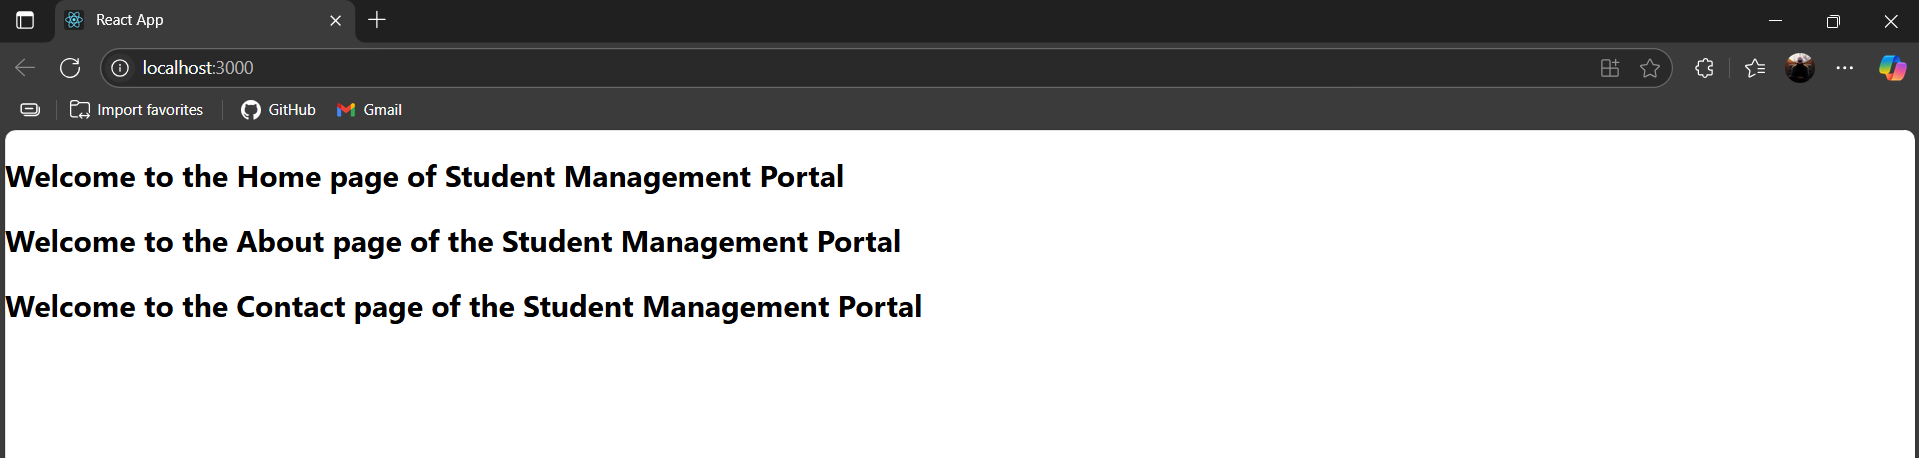 React App
localhost:3000
Import favorites GitHub Gmail
Welcome to the Home page of Student Management Portal
Welcome to the About page of the Student Management Portal
Welcome to the Contact page of the Student Management Portal